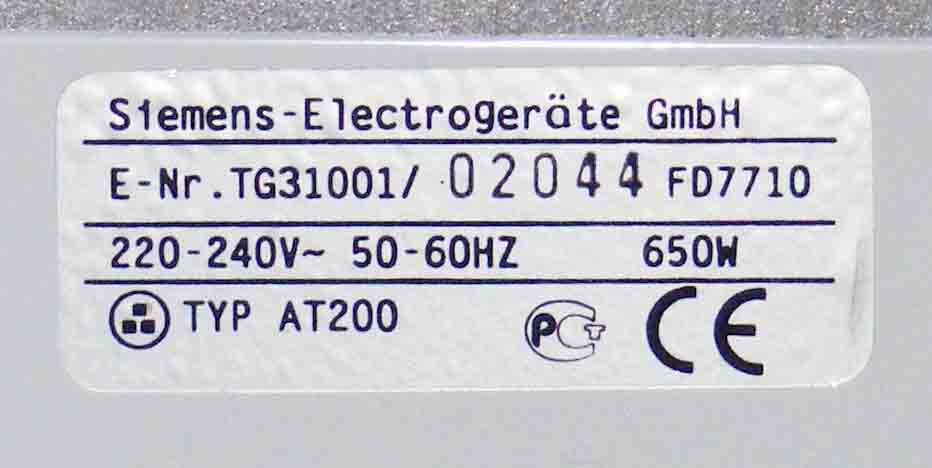 Siemens-Electrogeräte GmbH
E-Nr.TG31001/ 02044 FD7710
220-240V~ 50-60HZ 650W
TYP AT200 PCT CE